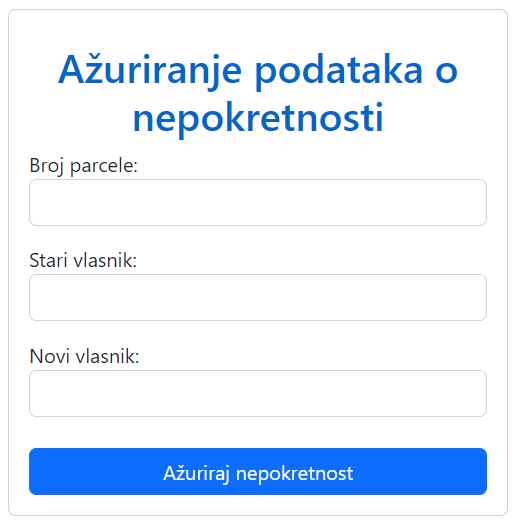 Ažuriranje podataka o
nepokretnosti
Broj parcele:
Stari vlasnik:
Novi vlasnik:
Ažuriraj nepokretnost